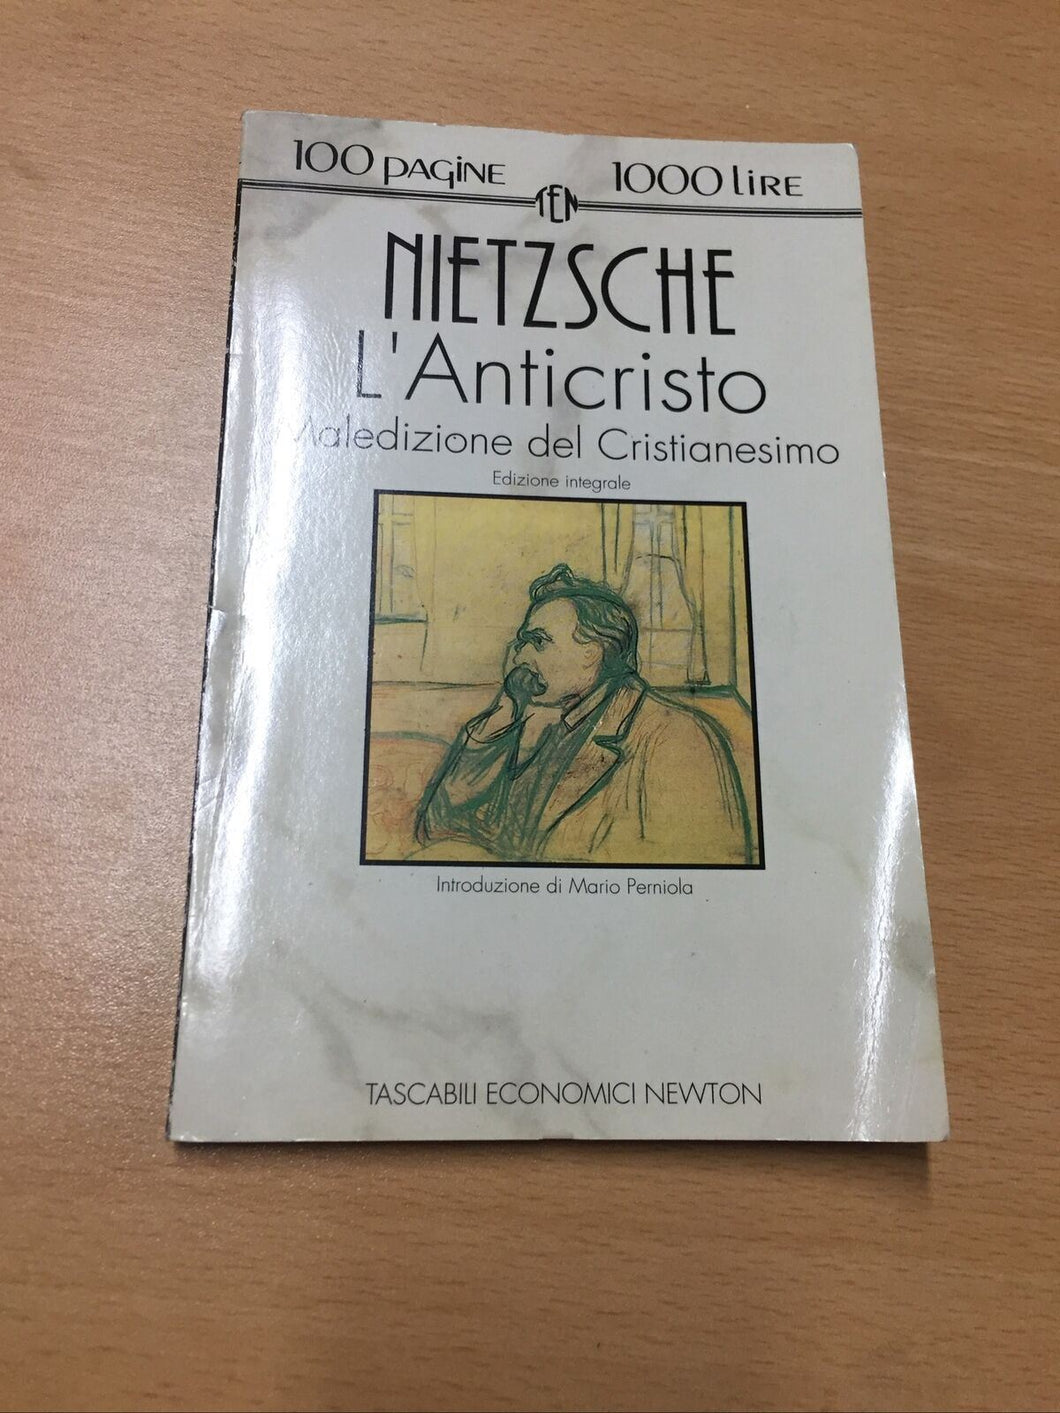 100 pagine 1000 lire
TEN
NIETZSCHE
L'Anticristo
Maledizione del Cristianesimo
Edizione integrale
Introduzione di Mario Perniola
TASCABILI ECONOMICI NEWTON